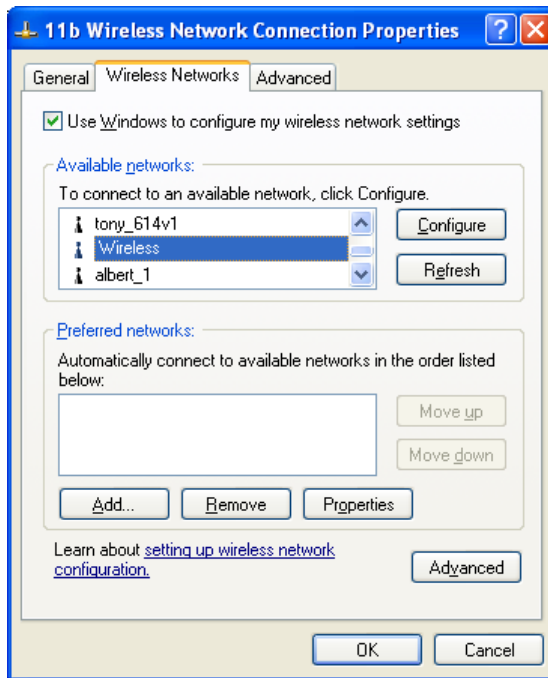 11b Wireless Network Connection Properties
General Wireless Networks Advanced
Use Windows to configure my wireless network settings
Available networks:
To connect to an available network, click Configure.
tony_614v1
Wireless
albert_1
Configure
Refresh
Preferred networks:
Automatically connect to available networks in the order listed
below:
Move up
Move down
Add... Remove Properties
Learn about setting up wireless network
configuration.
Advanced
OK Cancel